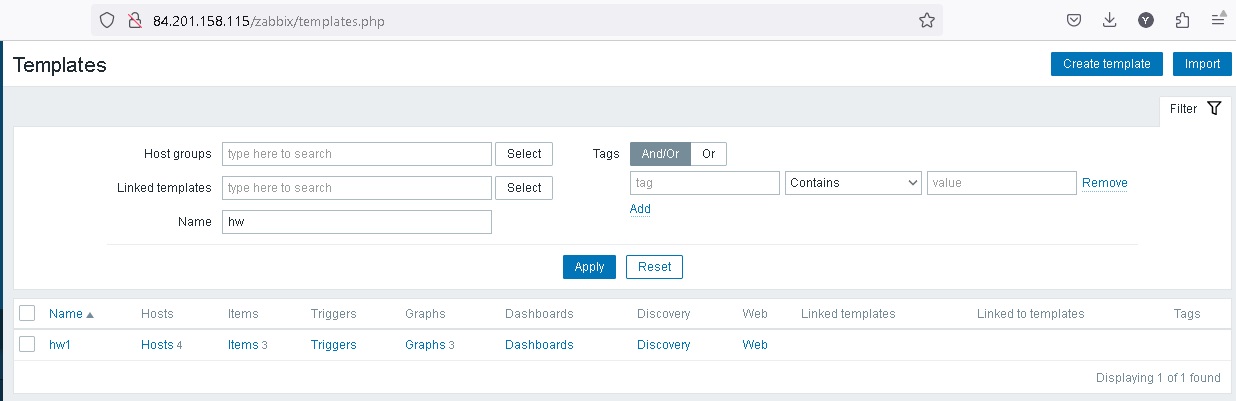 84.201.158.115/zabbix/templates.php
Templates
Create template
Import
Filter
Host groups type here to search Select Tags And/Or Or
Linked templates type here to search Select tag Contains value Remove
Name hw Add
Apply Reset
Name Hosts Items Triggers Graphs Dashboards Discovery Web Linked templates Linked to templates Tags
hw1 Hosts 4 Items 3 Triggers Graphs 3 Dashboards Discovery Web
Displaying 1 of 1 found